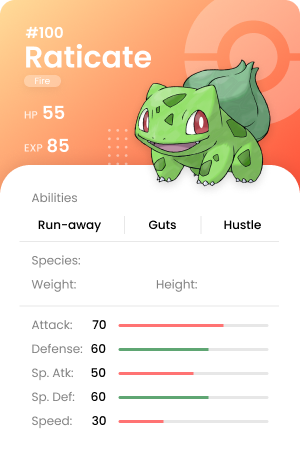 #100
Raticate
Fire
HP 55
EXP 85
Abilities
Run-away Guts Hustle
Species:
Weight: Height:
Attack: 70
Defense: 60
Sp. Atk: 50
Sp. Def: 60
Speed: 30